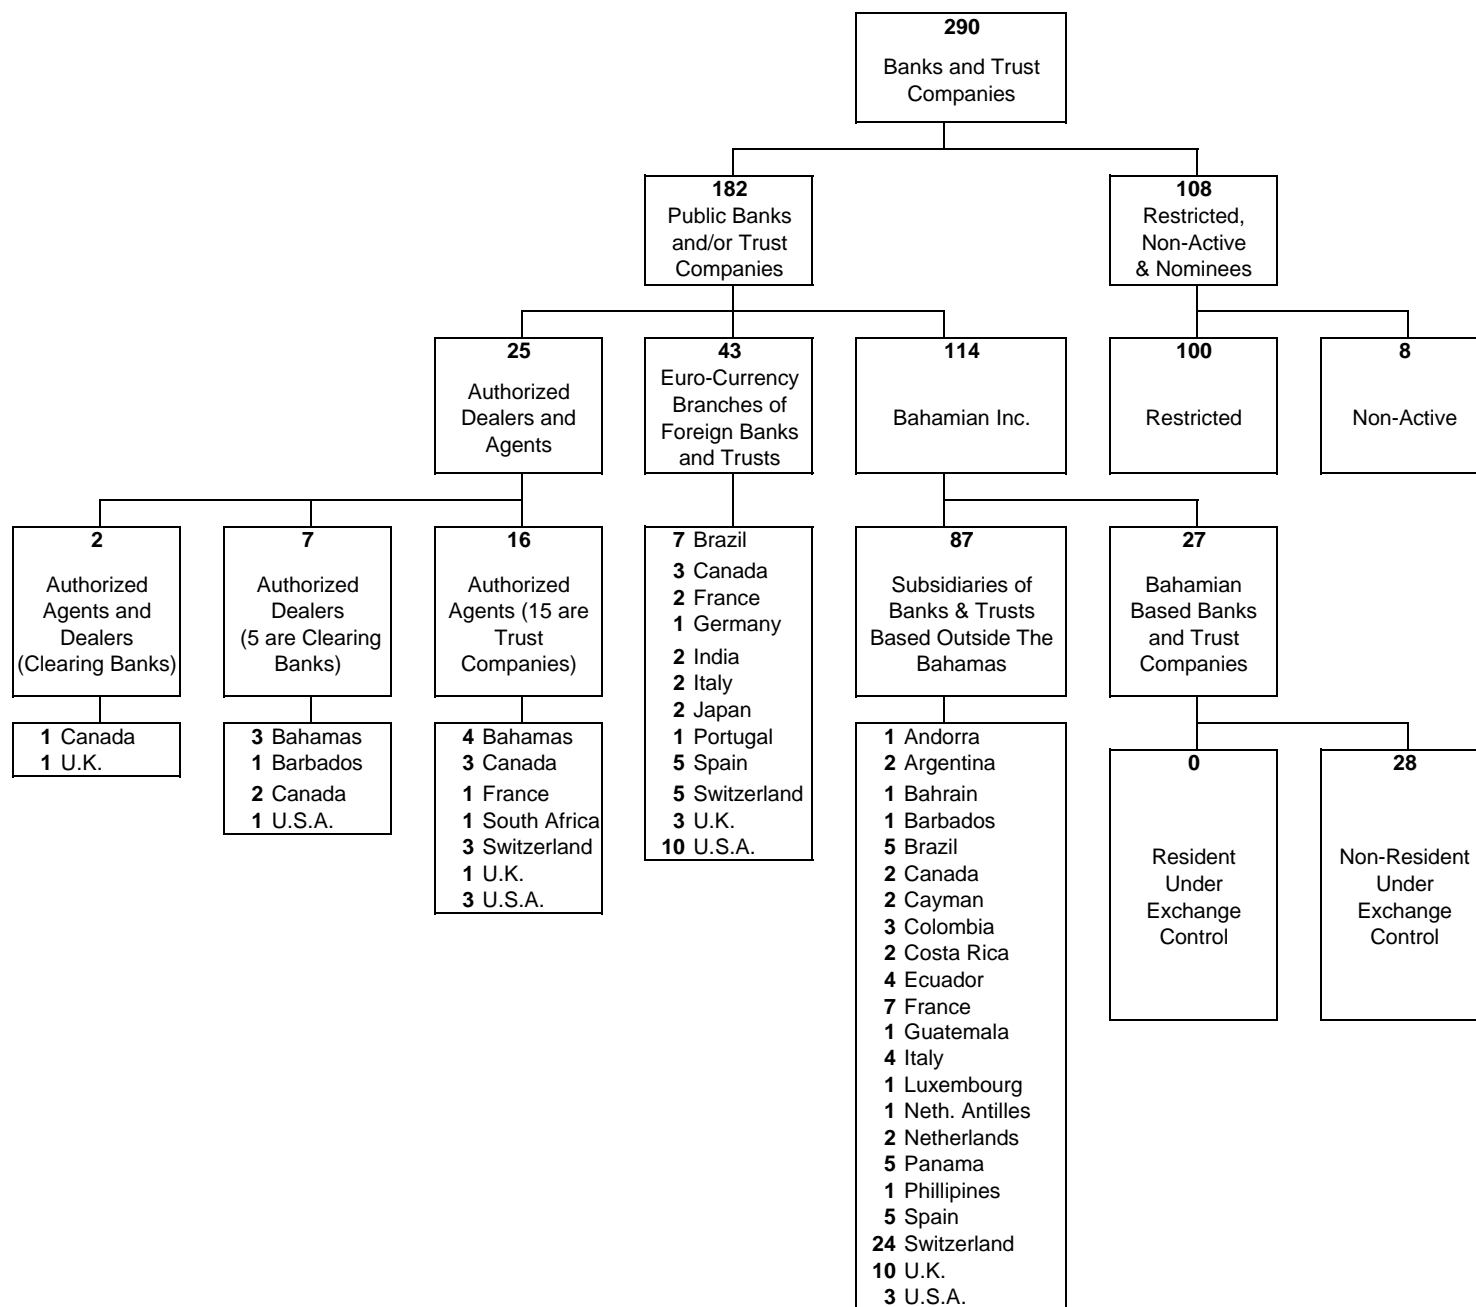 290
Banks and Trust
Companies
182
Public Banks
and/or Trust
Companies
108
Restricted,
Non-Active
& Nominees
25
Authorized
Dealers and
Agents
43
Euro-Currency
Branches of
Foreign Banks
and Trusts
114
Bahamian Inc.
100
Restricted
8
Non-Active
2
Authorized
Agents and
Dealers
(Clearing Banks)
7
Authorized
Dealers
(5 are Clearing
Banks)
16
Authorized
Agents (15 are
Trust
Companies)
7 Brazil
3 Canada
2 France
1 Germany
2 India
2 Italy
2 Japan
1 Portugal
5 Spain
5 Switzerland
3 U.K.
10 U.S.A.
87
Subsidiaries of
Banks & Trusts
Based Outside The
Bahamas
27
Bahamian
Based Banks
and Trust
Companies
1 Canada
1 U.K.
3 Bahamas
1 Barbados
2 Canada
1 U.S.A.
4 Bahamas
3 Canada
1 France
1 South Africa
3 Switzerland
1 U.K.
3 U.S.A.
1 Andorra
2 Argentina
1 Bahrain
1 Barbados
5 Brazil
2 Canada
2 Cayman
3 Colombia
2 Costa Rica
4 Ecuador
7 France
1 Guatemala
4 Italy
1 Luxembourg
1 Neth. Antilles
2 Netherlands
5 Panama
1 Phillipines
5 Spain
24 Switzerland
10 U.K.
3 U.S.A.
0
Resident
Under
Exchange
Control
28
Non-Resident
Under
Exchange
Control